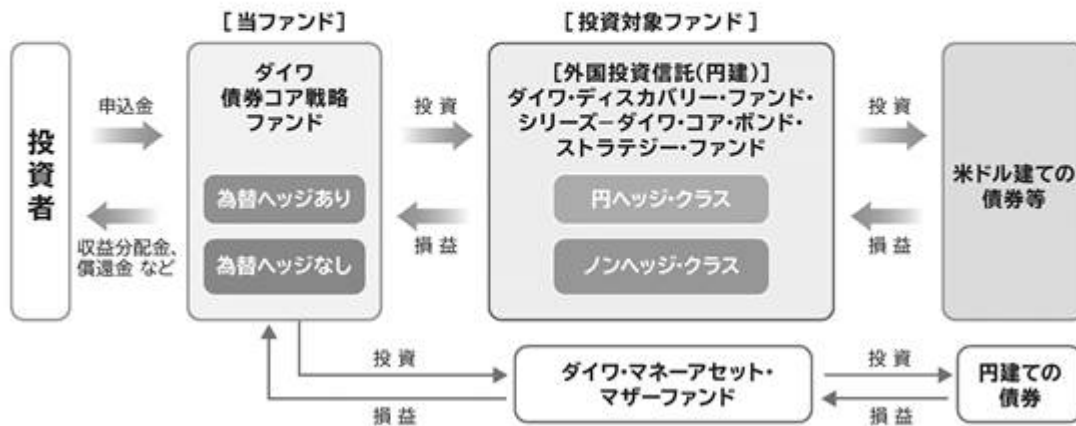 [当ファンド]
[投資対象ファンド]
投資者
申込金
収益分配金、
償還金 など
ダイワ
債券コア戦略
ファンド
為替ヘッジあり
為替ヘッジなし
投資
損益
[外国投資信託(円建)]
ダイワ・ディスカバリー・ファンド・
シリーズ－ダイワ・コア・ボンド・
ストラテジー・ファンド
円ヘッジ・クラス
ノンヘッジ・クラス
投資
損益
米ドル建ての
債券等
投資
損益
ダイワ・マネーアセット・
マザーファンド
投資
損益
円建ての
債券